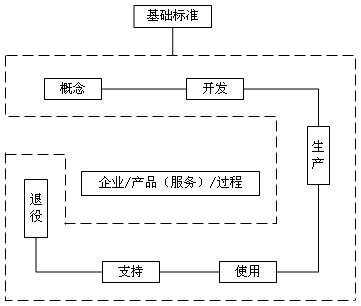 基础标准
概念
开发
生产
企业/产品（服务）/过程
退役
支持
使用